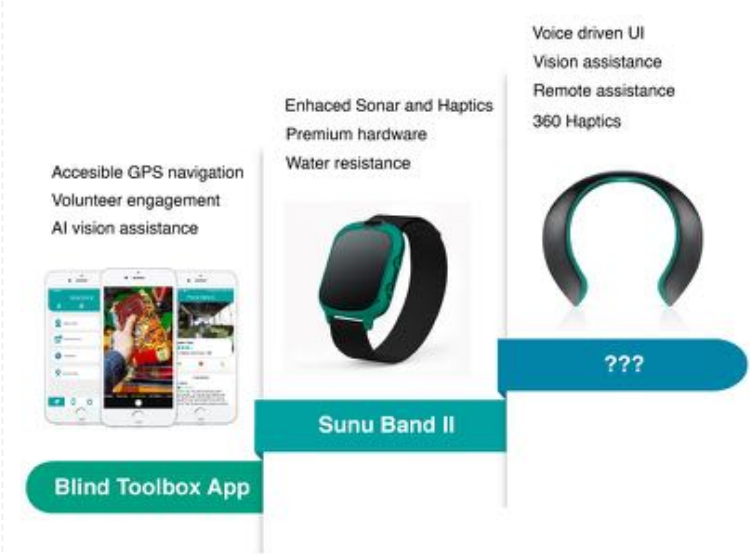 Voice driven UI
Vision assistance
Remote assistance
360 Haptics
Enhaced Sonar and Haptics
Premium hardware
Water resistance
Accesible GPS navigation
Volunteer engagement
AI vision assistance
???
Sunu Band II
Blind Toolbox App